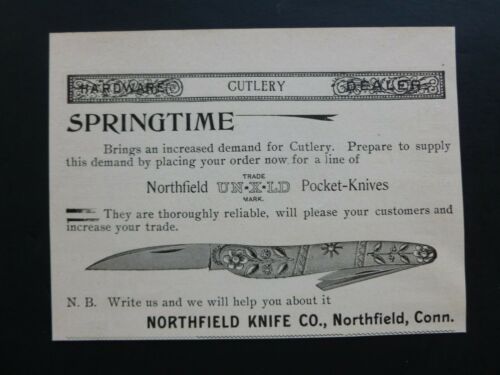 HARDWARE CUTLERY DEALER.
SPRINGTIME
Brings an increased demand for Cutlery. Prepare to supply
this demand by placing your order now for a line of
TRADE
Northfield UN-X-LD Pocket-Knives
MARK.
They are thoroughly reliable, will please your customers and
increase your trade.
N. B. Write us and we will help you about it
NORTHFIELD KNIFE CO., Northfield, Conn.